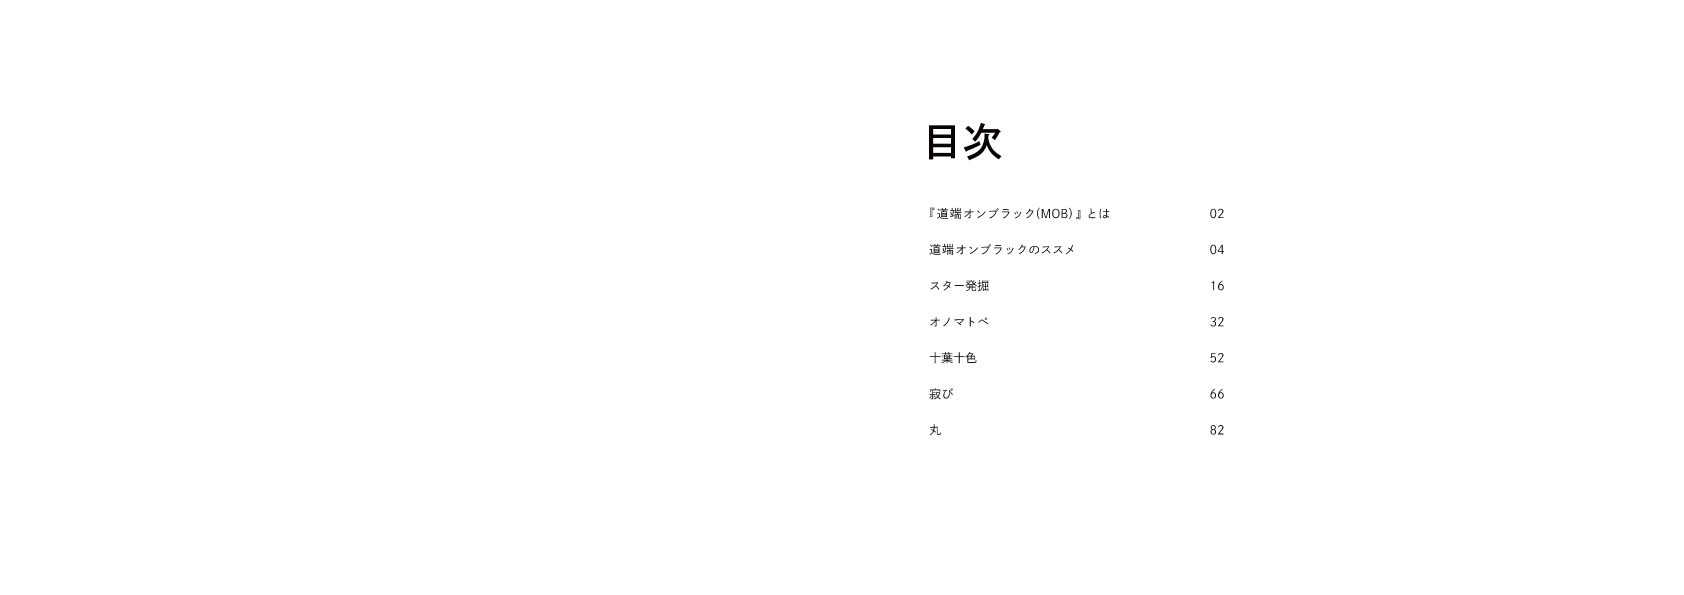 目次
『道端オンブラック(MOB)』とは 02
道端オンブラックのススメ 04
スター発掘 16
オノマトペ 32
十葉十色 52
寂び 66
丸 82